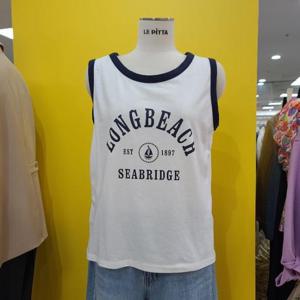 LE PITTA
LONGBEACH
EST 1897
SEABRIDGE